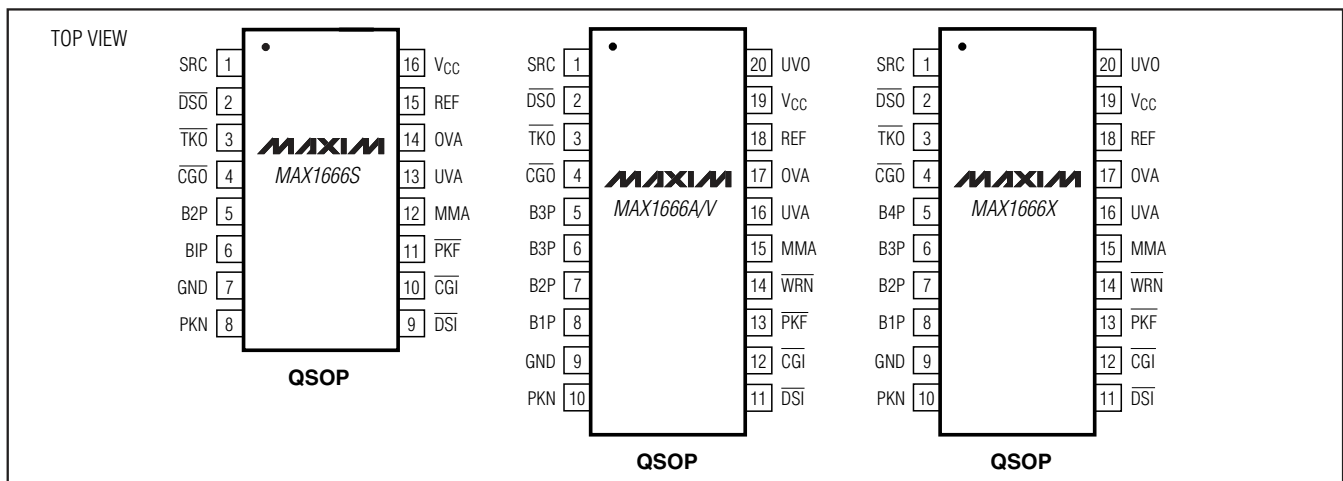 TOP VIEW
SRC 1
DSO 2
TKO 3
CGO 4
B2P 5
BIP 6
GND 7
PKN 8
MAXIM
MAX1666S
16 VCC
15 REF
14 OVA
13 UVA
12 MMA
11 PKF
10 CGI
9 DSI
QSOP
SRC 1
DSO 2
TKO 3
CGO 4
B3P 5
B3P 6
B2P 7
B1P 8
GND 9
PKN 10
MAXIM
MAX1666A/V
20 UVO
19 VCC
18 REF
17 OVA
16 UVA
15 MMA
14 WRN
13 PKF
12 CGI
11 DSI
QSOP
SRC 1
DSO 2
TKO 3
CGO 4
B4P 5
B3P 6
B2P 7
B1P 8
GND 9
PKN 10
MAXIM
MAX1666X
20 UVO
19 VCC
18 REF
17 OVA
16 UVA
15 MMA
14 WRN
13 PKF
12 CGI
11 DSI
QSOP